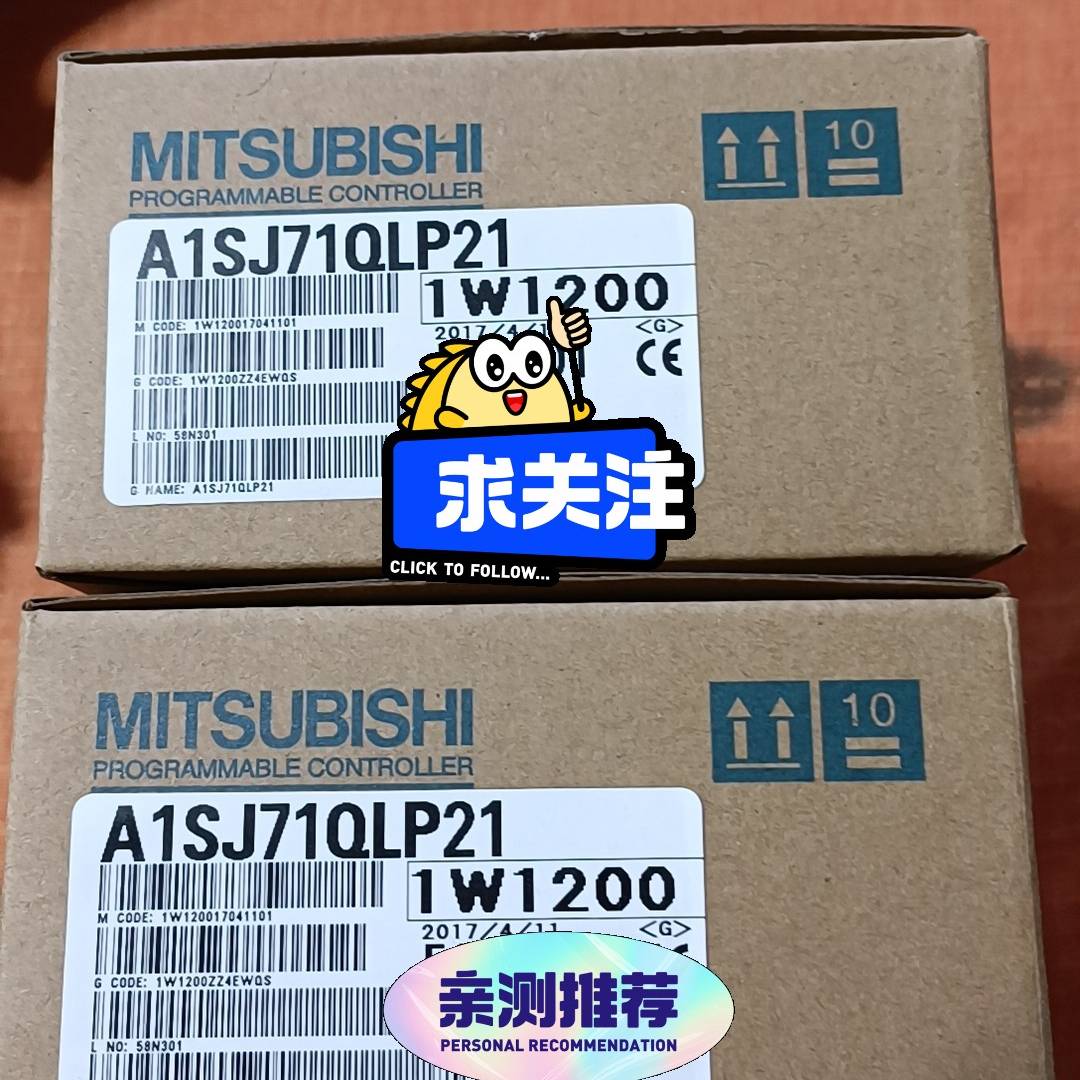 MITSUBISHI
PROGRAMMABLE CONTROLLER
10
A1SJ71QLP21
1W1200
M CODE: 1W120017041101
2017/4/1
<G>
CE
G CODE: 1W1200ZZ4EWQS
L NO: 58N301
G NAME: A1SJ71QLP21
求关注
CLICK TO FOLLOW...
MITSUBISHI
PROGRAMMABLE CONTROLLER
10
A1SJ71QLP21
1W1200
M CODE: 1W120017041101
2017/4/11
<G>
G CODE: 1W1200ZZ4EWQS
L NO: 58N301
亲测推荐
PERSONAL RECOMMENDATION